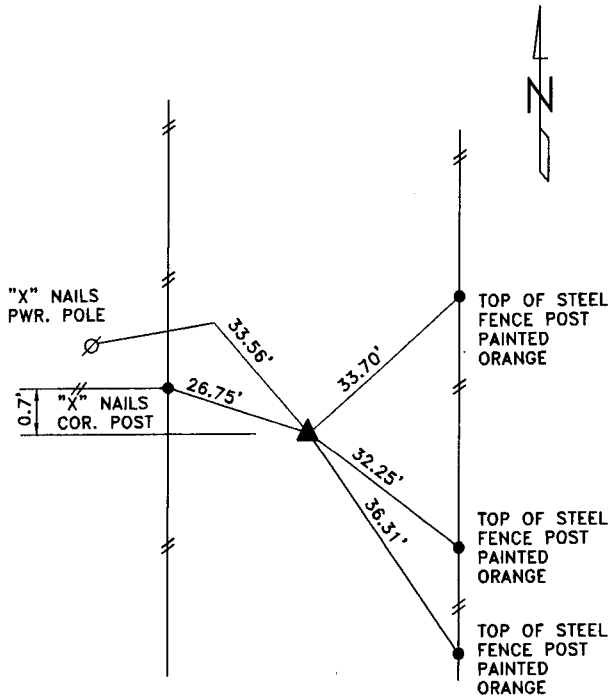 N
"X" NAILS
PWR. POLE
33.56'
33.70'
TOP OF STEEL
FENCE POST
PAINTED
ORANGE
0.7'
"X" NAILS
COR. POST
26.75'
32.25'
36.31'
TOP OF STEEL
FENCE POST
PAINTED
ORANGE
TOP OF STEEL
FENCE POST
PAINTED
ORANGE